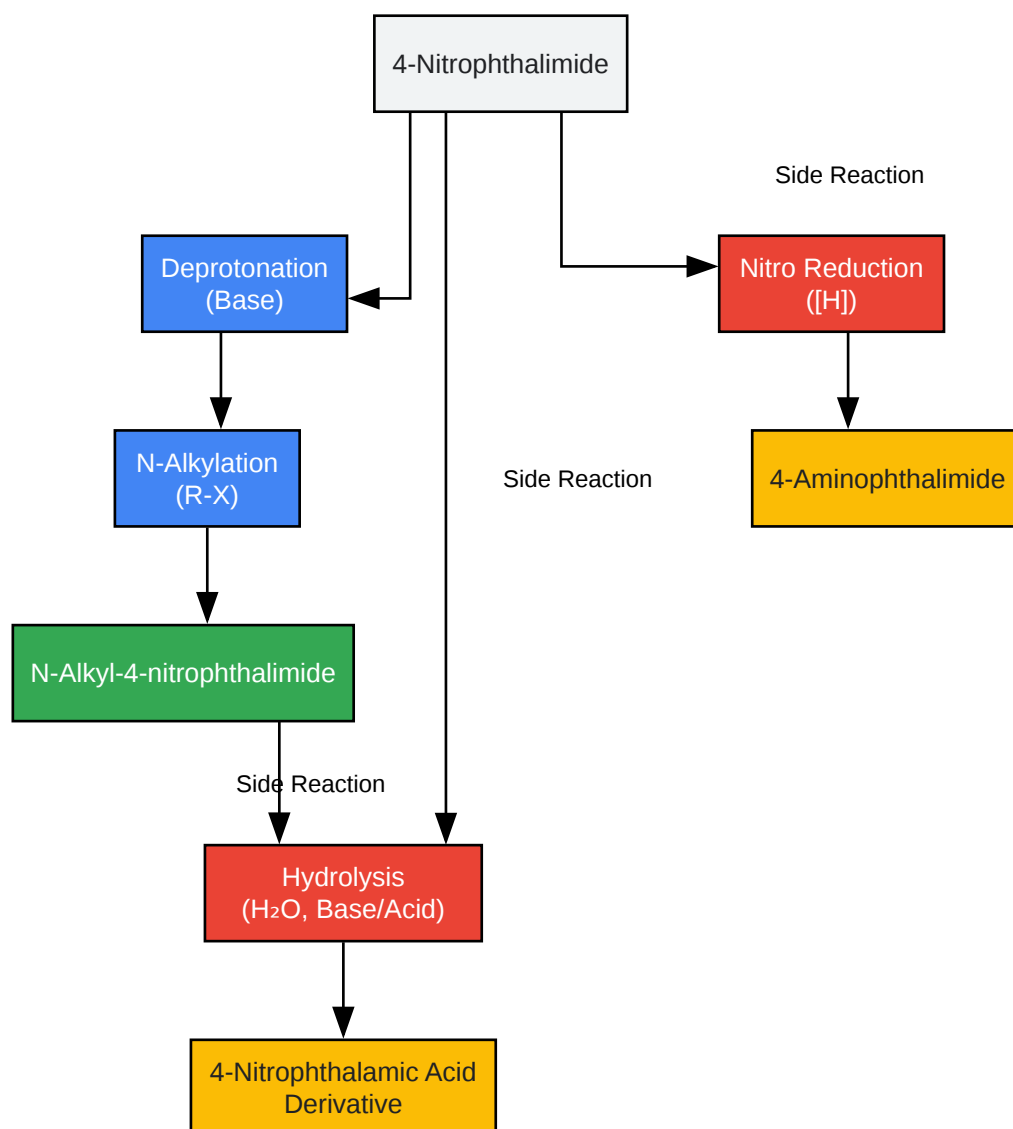 4-Nitrophthalimide
Side Reaction
Deprotonation
(Base)
Nitro Reduction
([H])
N-Alkylation
(R-X)
Side Reaction
4-Aminophthalimide
N-Alkyl-4-nitrophthalimide
Side Reaction
Hydrolysis
(H₂O, Base/Acid)
4-Nitrophthalamic Acid
Derivative